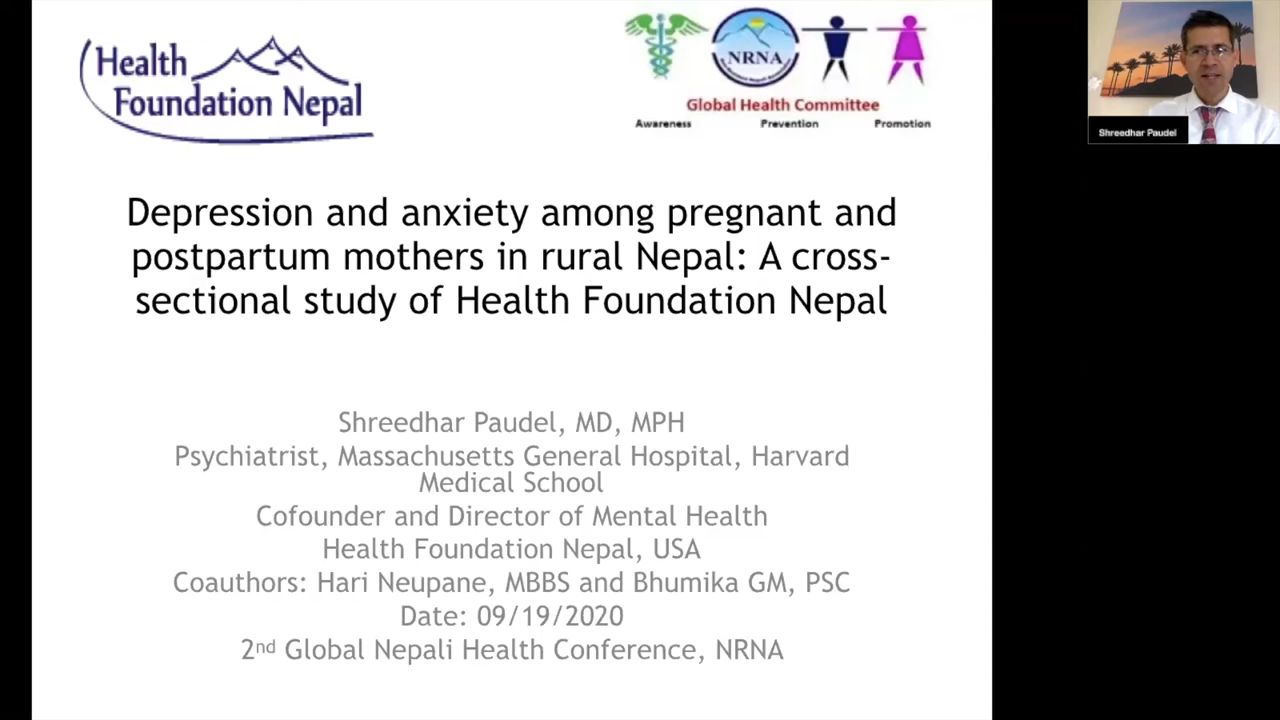 Health
Foundation Nepal
NRNA
Global Health Committee
Awareness Prevention Promotion
Shreedhar Paudel
Depression and anxiety among pregnant and
postpartum mothers in rural Nepal: A cross-
sectional study of Health Foundation Nepal
Shreedhar Paudel, MD, MPH
Psychiatrist, Massachusetts General Hospital, Harvard
Medical School
Cofounder and Director of Mental Health
Health Foundation Nepal, USA
Coauthors: Hari Neupane, MBBS and Bhumika GM, PSC
Date: 09/19/2020
2nd Global Nepali Health Conference, NRNA